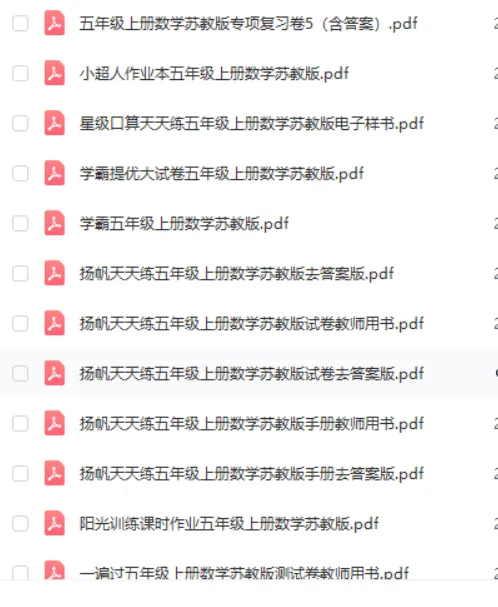 五年级上册数学苏教版专项复习卷5（含答案）.pdf
小超人作业本五年级上册数学苏教版.pdf
星级口算天天练五年级上册数学苏教版电子样书.pdf
学霸提优大试卷五年级上册数学苏教版.pdf
学霸五年级上册数学苏教版.pdf
扬帆天天练五年级上册数学苏教版去答案版.pdf
扬帆天天练五年级上册数学苏教版试卷教师用书.pdf
扬帆天天练五年级上册数学苏教版试卷去答案版.pdf
扬帆天天练五年级上册数学苏教版手册教师用书.pdf
扬帆天天练五年级上册数学苏教版手册去答案版.pdf
阳光训练课时作业五年级上册数学苏教版.pdf
一遍过五年级上册数学苏教版测试卷教师用书.pdf